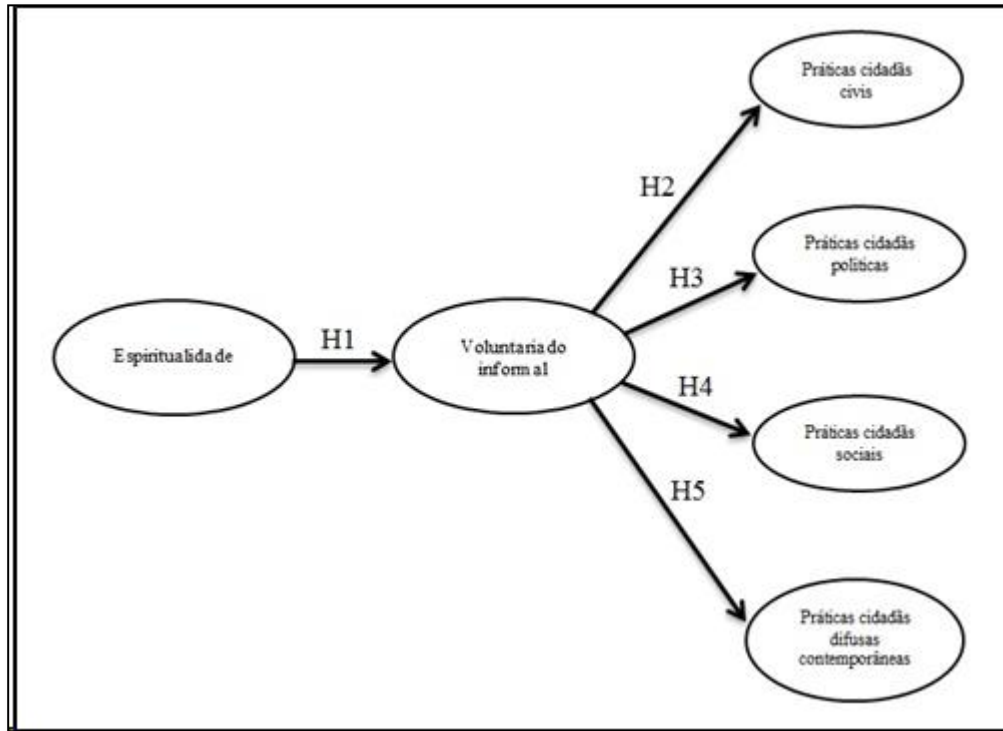 Práticas cidadãs
civis
H2
Práticas cidadãs
políticas
H3
Espiritualidade
H1
Voluntariado
informal
H4
Práticas cidadãs
sociais
H5
Práticas cidadãs
difusas
contemporâneas